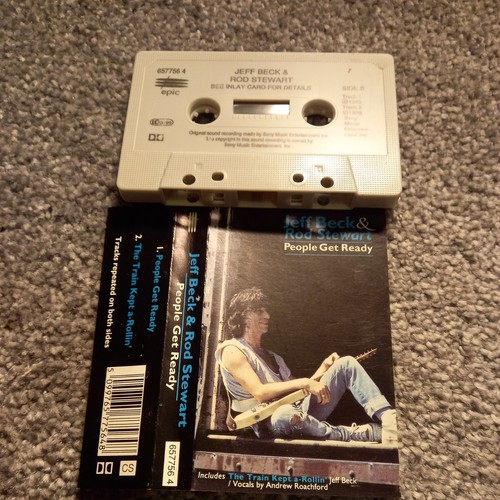 657756 4
JEFF BECK &
ROD STEWART
SEE INLAY CARD FOR DETAILS
epic
SIDE B
Original sound recording made by Sony Music Entertainment Inc.
Sony Music Entertainment, Inc.
Jeff Beck &
Rod Stewart
People Get Ready
Includes The Train Kept a-Rollin' Jeff Beck
/ Vocals by Andrew Roachford
Jeff Beck & Rod Stewart
People Get Ready
657756 4
epic
1. People Get Ready
2. The Train Kept a-Rollin'
Tracks repeated on both sides
5 099765 775648
CS